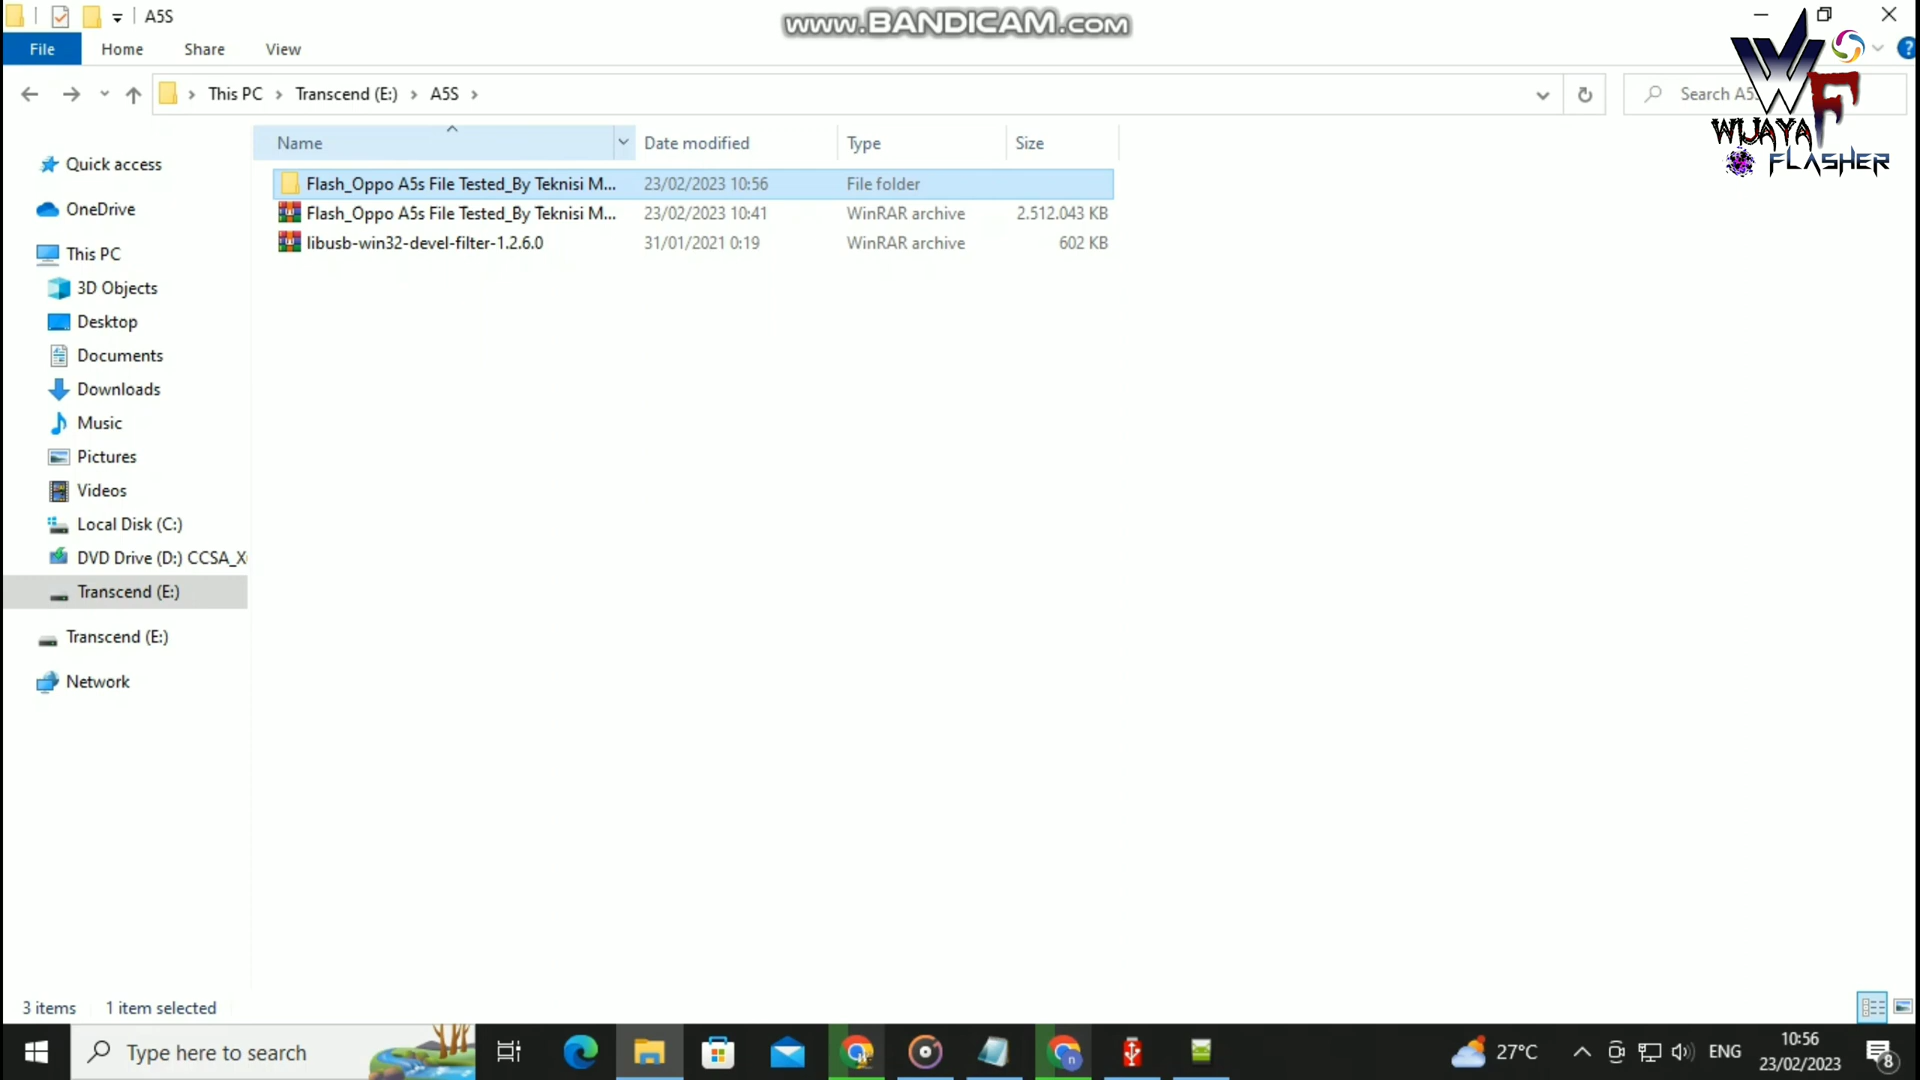 A5S
www.BANDICAM.com
File
Home
Share
View
This PC
Transcend (E:)
A5S
Search A5S
WF
WIJAYA
FLASHER
Name
Date modified
Type
Size
Flash_Oppo A5s File Tested_By Teknisi M... 23/02/2023 10:56 File folder
Flash_Oppo A5s File Tested_By Teknisi M... 23/02/2023 10:41 WinRAR archive 2.512.043 KB
libusb-win32-devel-filter-1.2.6.0 31/01/2021 0:19 WinRAR archive 602 KB
Quick access
OneDrive
This PC
3D Objects
Desktop
Documents
Downloads
Music
Pictures
Videos
Local Disk (C:)
DVD Drive (D:) CCSA_X
Transcend (E:)
Transcend (E:)
Network
3 items
1 item selected
Type here to search
27°C
ENG
10:56
23/02/2023
8